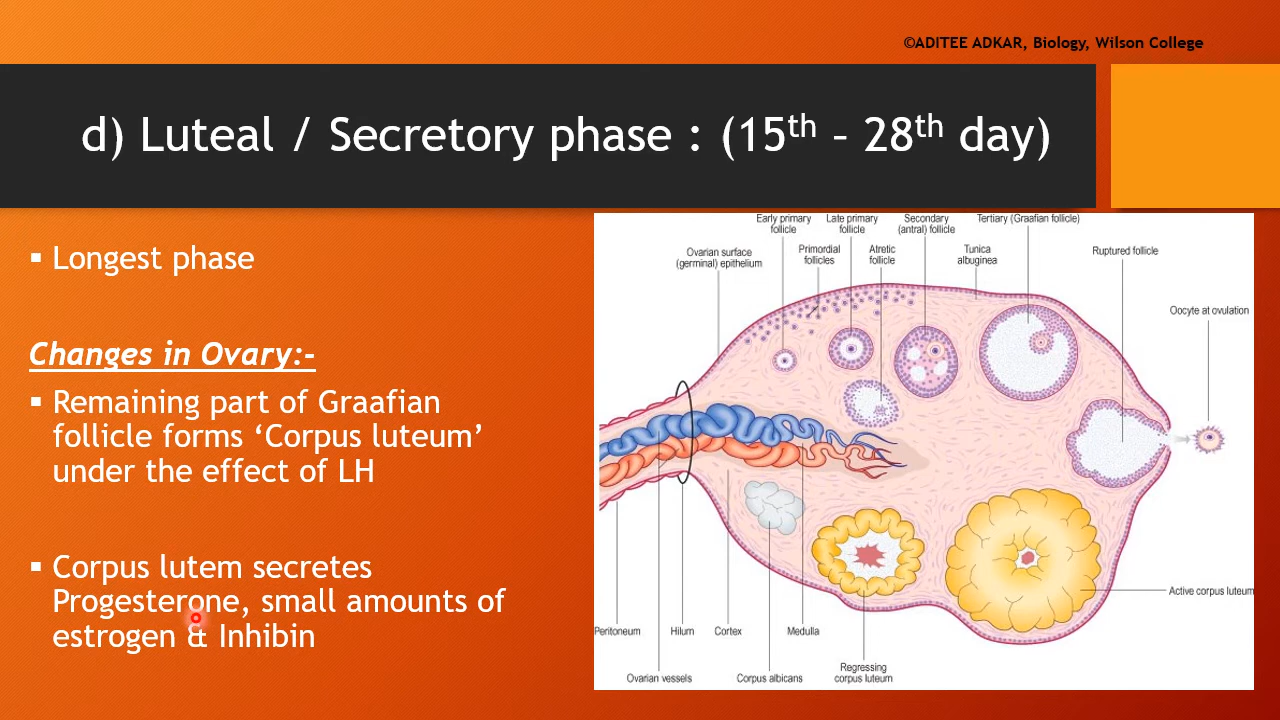 ©ADITEE ADKAR, Biology, Wilson College
d) Luteal / Secretory phase : (15th – 28th day)
▪ Longest phase
Changes in Ovary:-
▪ Remaining part of Graafian
follicle forms ‘Corpus luteum’
under the effect of LH
▪ Corpus lutem secretes
Progesterone, small amounts of
estrogen & Inhibin
Early primary
follicle
Late primary
follicle
Secondary
(antral) follicle
Tertiary (Graafian follicle)
Ovarian surface
(germinal) epithelium
Primordial
follicles
Atretic
follicle
Tunica
albuginea
Ruptured follicle
Oocyte at ovulation
Active corpus luteum
Peritoneum
Hilum
Cortex
Medulla
Ovarian vessels
Corpus albicans
Regressing
corpus luteum